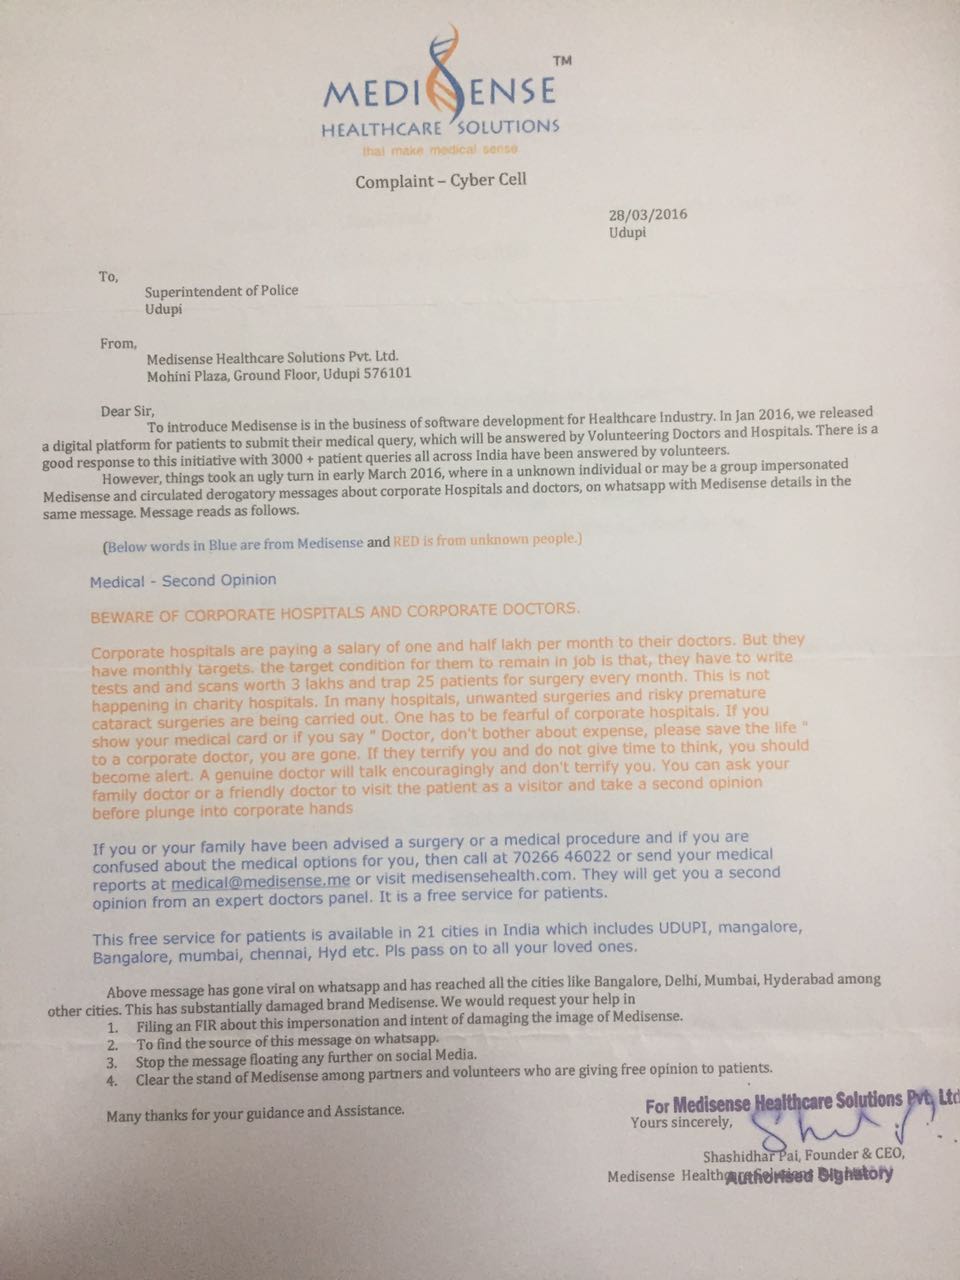 MEDISENSE TM
HEALTHCARE SOLUTIONS
that make medical sense
Complaint – Cyber Cell
28/03/2016
Udupi
To,
Superintendent of Police
Udupi
From,
Medisense Healthcare Solutions Pvt. Ltd.
Mohini Plaza, Ground Floor, Udupi 576101
Dear Sir,
To introduce Medisense is in the business of software development for Healthcare Industry. In Jan 2016, we released
a digital platform for patients to submit their medical query, which will be answered by Volunteering Doctors and Hospitals. There is a
good response to this initiative with 3000 + patient queries all across India have been answered by volunteers.
However, things took an ugly turn in early March 2016, where in a unknown individual or may be a group impersonated
Medisense and circulated derogatory messages about corporate Hospitals and doctors, on whatsapp with Medisense details in the
same message. Message reads as follows.
(Below words in Blue are from Medisense and RED is from unknown people.)
Medical - Second Opinion
BEWARE OF CORPORATE HOSPITALS AND CORPORATE DOCTORS.
Corporate hospitals are paying a salary of one and half lakh per month to their doctors. But they
have monthly targets. the target condition for them to remain in job is that, they have to write
tests and and scans worth 3 lakhs and trap 25 patients for surgery every month. This is not
happening in charity hospitals. In many hospitals, unwanted surgeries and risky premature
cataract surgeries are being carried out. One has to be fearful of corporate hospitals. If you
show your medical card or if you say " Doctor, don't bother about expense, please save the life "
to a corporate doctor, you are gone. If they terrify you and do not give time to think, you should
become alert. A genuine doctor will talk encouragingly and don't terrify you. You can ask your
family doctor or a friendly doctor to visit the patient as a visitor and take a second opinion
before plunge into corporate hands
If you or your family have been advised a surgery or a medical procedure and if you are
confused about the medical options for you, then call at 70266 46022 or send your medical
reports at medical@medisense.me or visit medisensehealth.com. They will get you a second
opinion from an expert doctors panel. It is a free service for patients.
This free service for patients is available in 21 cities in India which includes UDUPI, mangalore,
Bangalore, mumbai, chennai, Hyd etc. Pls pass on to all your loved ones.
Above message has gone viral on whatsapp and has reached all the cities like Bangalore, Delhi, Mumbai, Hyderabad among
other cities. This has substantially damaged brand Medisense. We would request your help in
1. Filing an FIR about this impersonation and intent of damaging the image of Medisense.
2. To find the source of this message on whatsapp.
3. Stop the message floating any further on social Media.
4. Clear the stand of Medisense among partners and volunteers who are giving free opinion to patients.
Many thanks for your guidance and Assistance.
For Medisense Healthcare Solutions Pvt. Ltd
Yours sincerely,
Shashidhar Pai, Founder & CEO,
Medisense Healthcare Solutions
Authorised Signatory